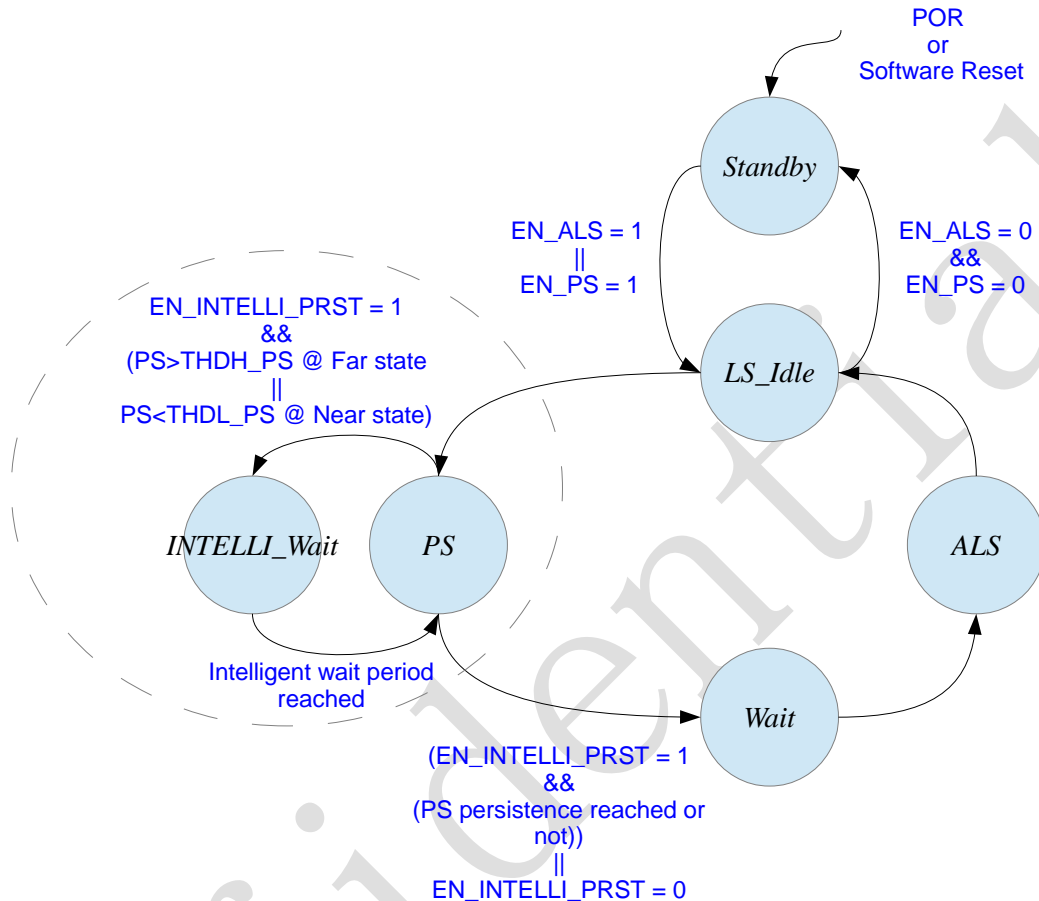 POR
or
Software Reset
Standby
EN_ALS = 1
||
EN_PS = 1
EN_ALS = 0
&&
EN_PS = 0
EN_INTELLI_PRST = 1
&&
(PS>THDH_PS @ Far state
||
PS<THDL_PS @ Near state)
LS_Idle
INTELLI_Wait
PS
ALS
Intelligent wait period
reached
Wait
(EN_INTELLI_PRST = 1
&&
(PS persistence reached or
not))
||
EN_INTELLI_PRST = 0
fidential